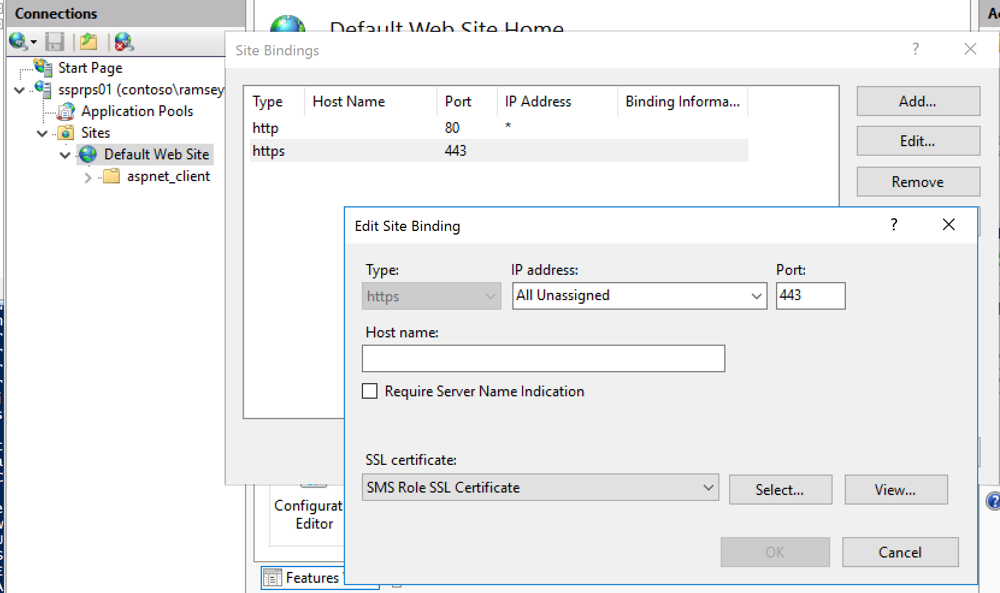 Connections
Default Web Site Home
Start Page
ssprps01 (contoso\ramsey
Application Pools
Sites
Default Web Site
aspnet_client
Site Bindings
?
Type Host Name Port IP Address Binding Informa...
http 80 *
https 443
Add...
Edit...
Remove
Edit Site Binding
?
Type: IP address: Port:
https All Unassigned 443
Host name:
Require Server Name Indication
SSL certificate:
SMS Role SSL Certificate Select... View...
OK Cancel
Configurat
Editor
Features